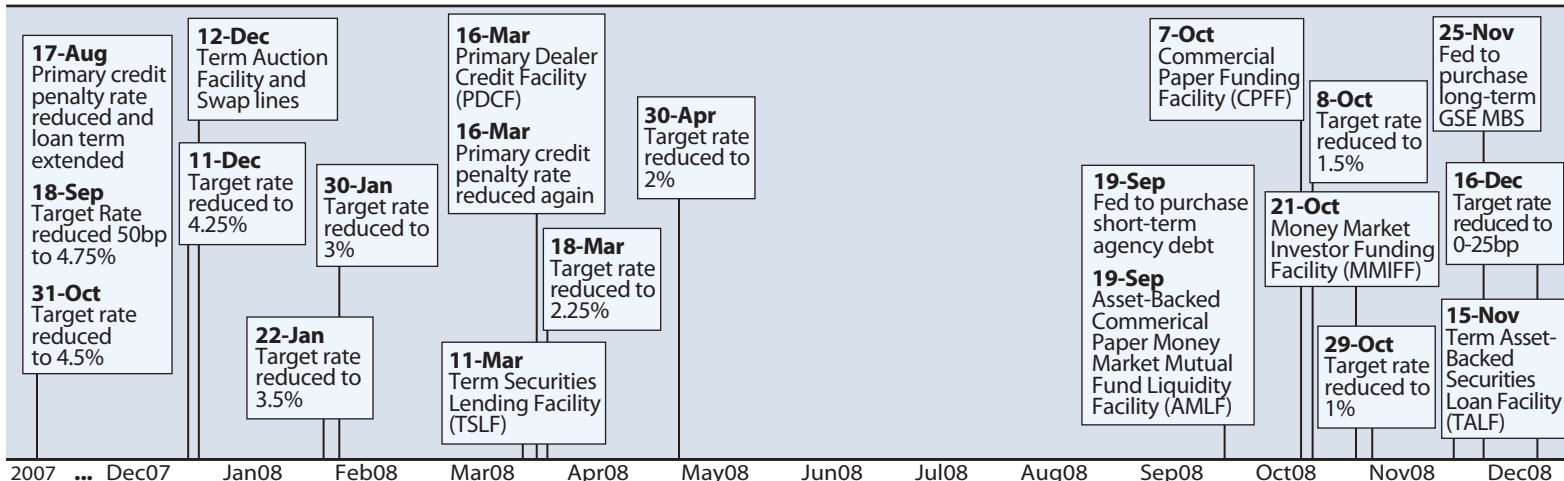 17-Aug
Primary credit
penalty rate
reduced and
loan term
extended
18-Sep
Target Rate
reduced 50bp
to 4.75%
31-Oct
Target rate
reduced
to 4.5%
12-Dec
Term Auction
Facility and
Swap lines
11-Dec
Target rate
reduced to
4.25%
22-Jan
Target rate
reduced to
3.5%
30-Jan
Target rate
reduced to
3%
16-Mar
Primary Dealer
Credit Facility
(PDCF)
16-Mar
Primary credit
penalty rate
reduced again
11-Mar
Term Securities
Lending Facility
(TSLF)
18-Mar
Target rate
reduced to
2.25%
30-Apr
Target rate
reduced to
2%
19-Sep
Fed to purchase
short-term
agency debt
19-Sep
Asset-Backed
Commerical
Paper Money
Market Mutual
Fund Liquidity
Facility (AMLF)
7-Oct
Commercial
Paper Funding
Facility (CPFF)
8-Oct
Target rate
reduced to
1.5%
21-Oct
Money Market
Investor Funding
Facility (MMIFF)
29-Oct
Target rate
reduced to
1%
25-Nov
Fed to
purchase
long-term
GSE MBS
16-Dec
Target rate
reduced to
0-25bp
15-Nov
Term Asset-
Backed
Securities
Loan Facility
(TALF)
2007 ... Dec07 Jan08 Feb08 Mar08 Apr08 May08 Jun08 Jul08 Aug08 Sep08 Oct08 Nov08 Dec08